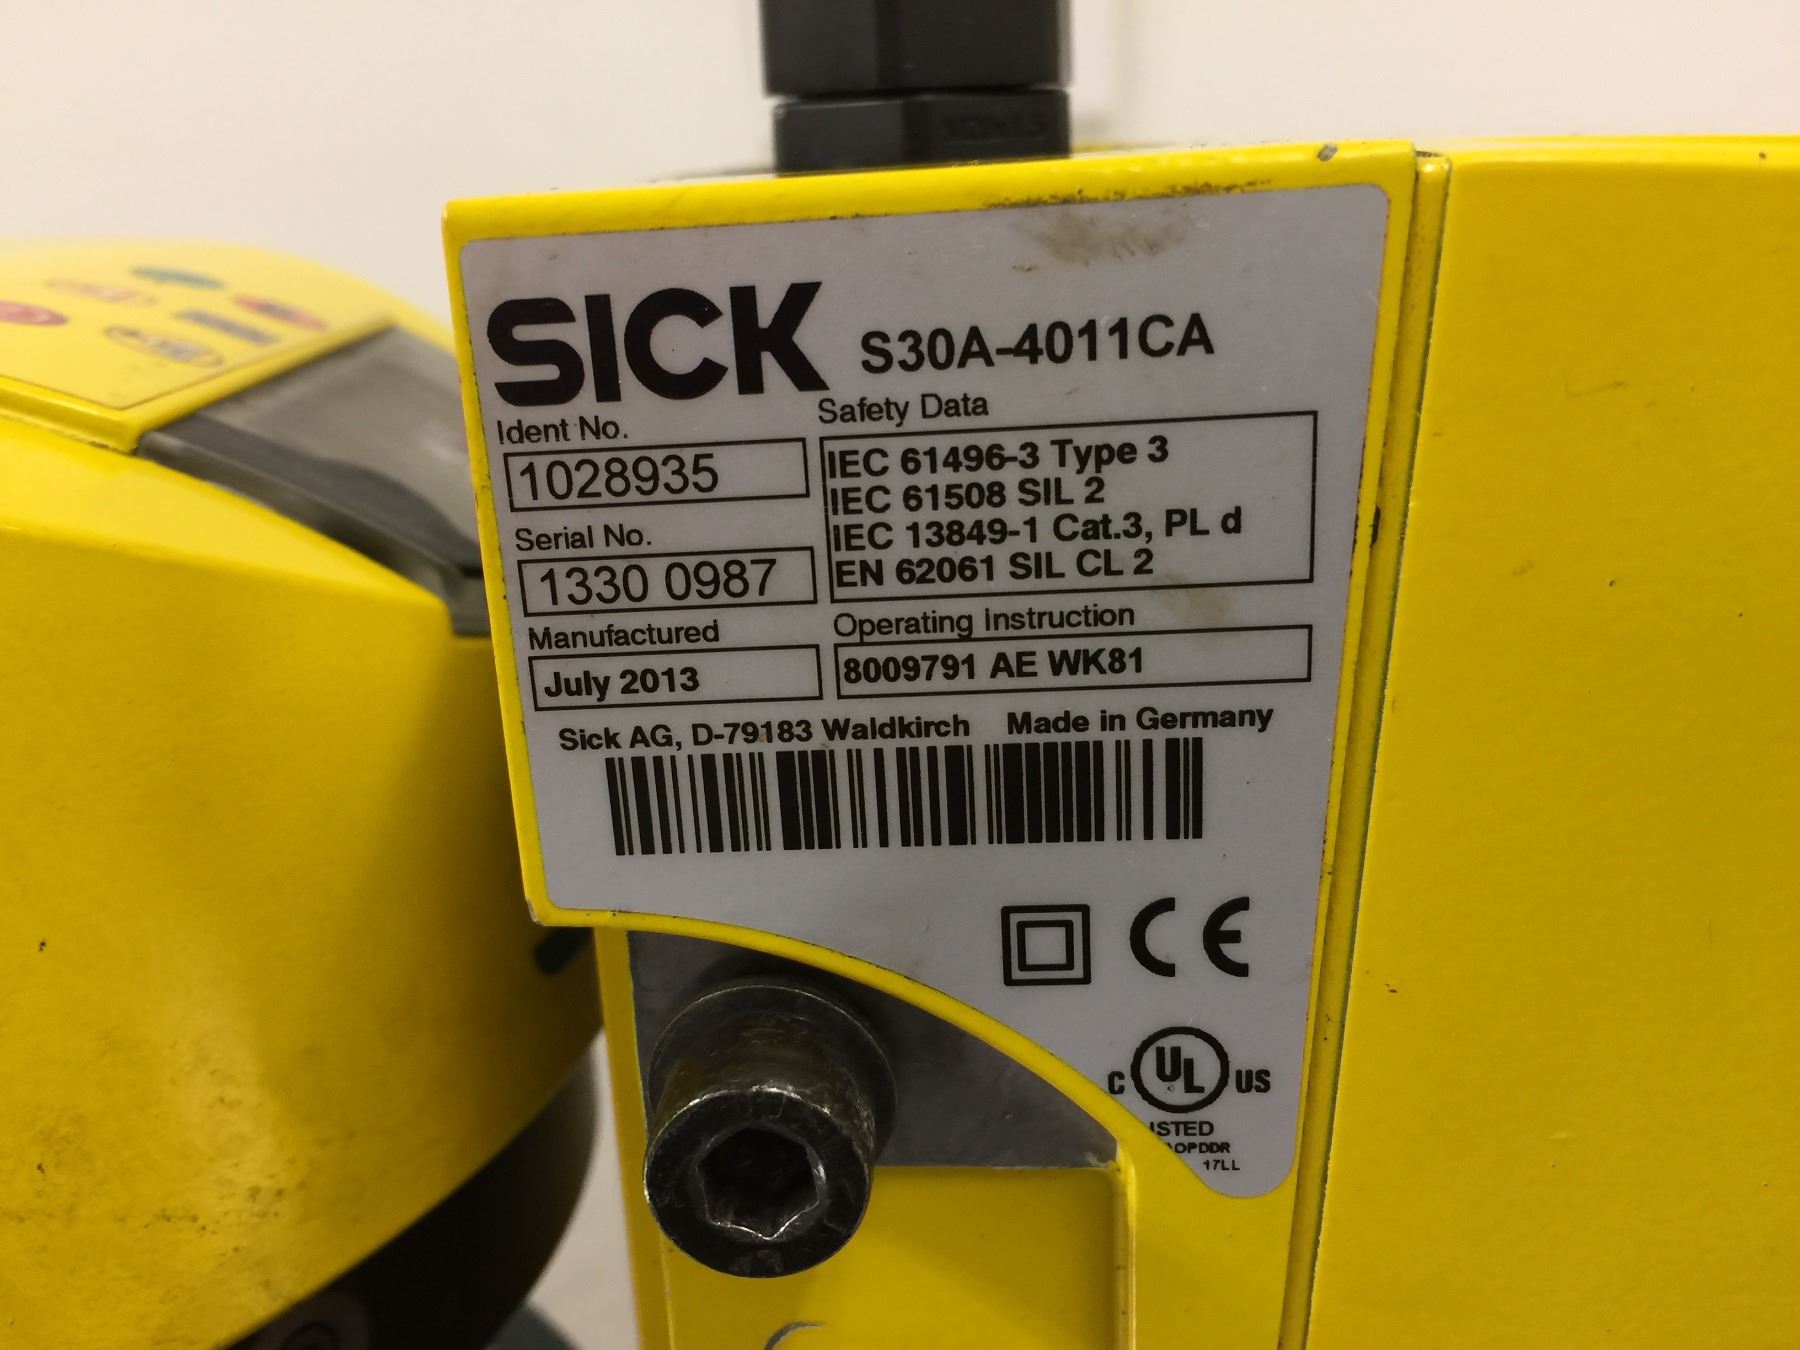 SICK S30A-4011CA
Ident No.
1028935
Serial No.
1330 0987
Manufactured
July 2013
Safety Data
IEC 61496-3 Type 3
IEC 61508 SIL 2
IEC 13849-1 Cat.3, PL d
EN 62061 SIL CL 2
Operating Instruction
8009791 AE WK81
Sick AG, D-79183 Waldkirch Made in Germany
CE
C UL US
ISTED
17LL